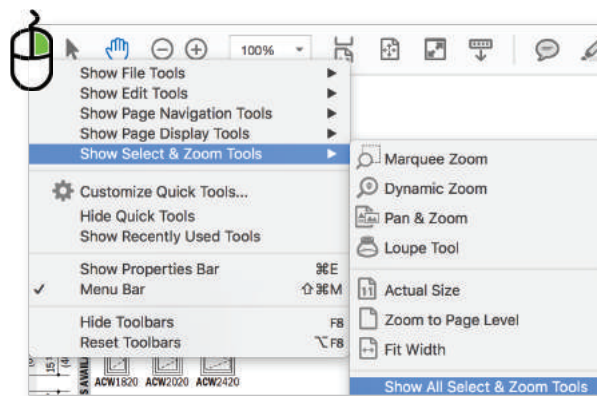 100%
Show File Tools
Show Edit Tools
Show Page Navigation Tools
Show Page Display Tools
Show Select & Zoom Tools
Customize Quick Tools...
Hide Quick Tools
Show Recently Used Tools
Show Properties Bar ⌘E
✓ Menu Bar ⇧⌘M
Hide Toolbars F8
Reset Toolbars ⌥F8
Marquee Zoom
Dynamic Zoom
Pan & Zoom
Loupe Tool
Actual Size
Zoom to Page Level
Fit Width
Show All Select & Zoom Tools
ACW1820 ACW2020 ACW2420